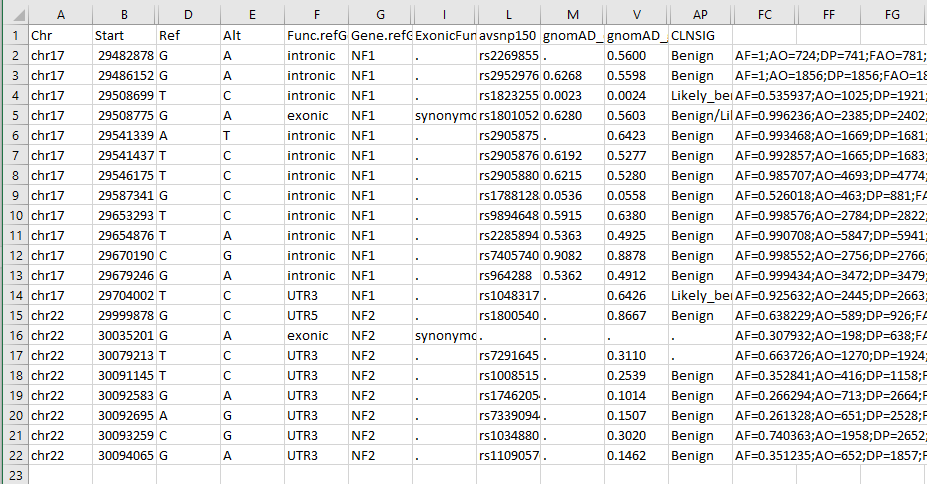 A B D E F G I L M V AP FC FF FG
1 Chr Start Ref Alt Func.refG Gene.refG ExonicFun avsnp150 gnomAD_ gnomAD_ CLNSIG
2 chr17 29482878 G A intronic NF1 . rs2269855 . 0.5600 Benign AF=1;AO=724;DP=741;FAO=781;
3 chr17 29486152 G A intronic NF1 . rs2952976 0.6268 0.5598 Benign AF=1;AO=1856;DP=1856;FAO=18
4 chr17 29508699 T C intronic NF1 . rs1823255 0.0023 0.0024 Likely_be AF=0.535937;AO=1025;DP=1921;
5 chr17 29508775 G A exonic NF1 synonymo rs1801052 0.6280 0.5603 Benign/Li AF=0.996236;AO=2385;DP=2402;
6 chr17 29541339 A T intronic NF1 . rs2905875 . 0.6423 Benign AF=0.993468;AO=1669;DP=1681;
7 chr17 29541437 T C intronic NF1 . rs2905876 0.6192 0.5277 Benign AF=0.992857;AO=1665;DP=1683;
8 chr17 29546175 T C intronic NF1 . rs2905880 0.6215 0.5280 Benign AF=0.985707;AO=4693;DP=4774;
9 chr17 29587341 G C intronic NF1 . rs1788128 0.0536 0.0558 Benign AF=0.526018;AO=463;DP=881;FA
10 chr17 29653293 T C intronic NF1 . rs9894648 0.5915 0.6380 Benign AF=0.998576;AO=2784;DP=2822;
11 chr17 29654876 T A intronic NF1 . rs2285894 0.5363 0.4925 Benign AF=0.990708;AO=5847;DP=5941;
12 chr17 29670190 C G intronic NF1 . rs7405740 0.9082 0.8878 Benign AF=0.998552;AO=2756;DP=2766;
13 chr17 29679246 G A intronic NF1 . rs964288 0.5362 0.4912 Benign AF=0.999434;AO=3472;DP=3479;
14 chr17 29704002 T C UTR3 NF1 . rs1048317 . 0.6426 Likely_be AF=0.925632;AO=2445;DP=2663;
15 chr22 29999878 G C UTR5 NF2 . rs1800540 . 0.8667 Benign AF=0.638229;AO=589;DP=926;FA
16 chr22 30035201 G A exonic NF2 synonymo . . . . AF=0.307932;AO=198;DP=638;FA
17 chr22 30079213 T C UTR3 NF2 . rs7291645 . 0.3110 . AF=0.663726;AO=1270;DP=1924;
18 chr22 30091145 T C UTR3 NF2 . rs1008515 . 0.2539 Benign AF=0.352841;AO=416;DP=1158;F
19 chr22 30092583 G A UTR3 NF2 . rs1746205 . 0.1014 Benign AF=0.266294;AO=713;DP=2664;F
20 chr22 30092695 A G UTR3 NF2 . rs7339094 . 0.1507 Benign AF=0.261328;AO=651;DP=2528;F
21 chr22 30093259 C G UTR3 NF2 . rs1034880 . 0.3020 Benign AF=0.740363;AO=1958;DP=2652;
22 chr22 30094065 G A UTR3 NF2 . rs1109057 . 0.1462 Benign AF=0.351235;AO=652;DP=1857;F
23